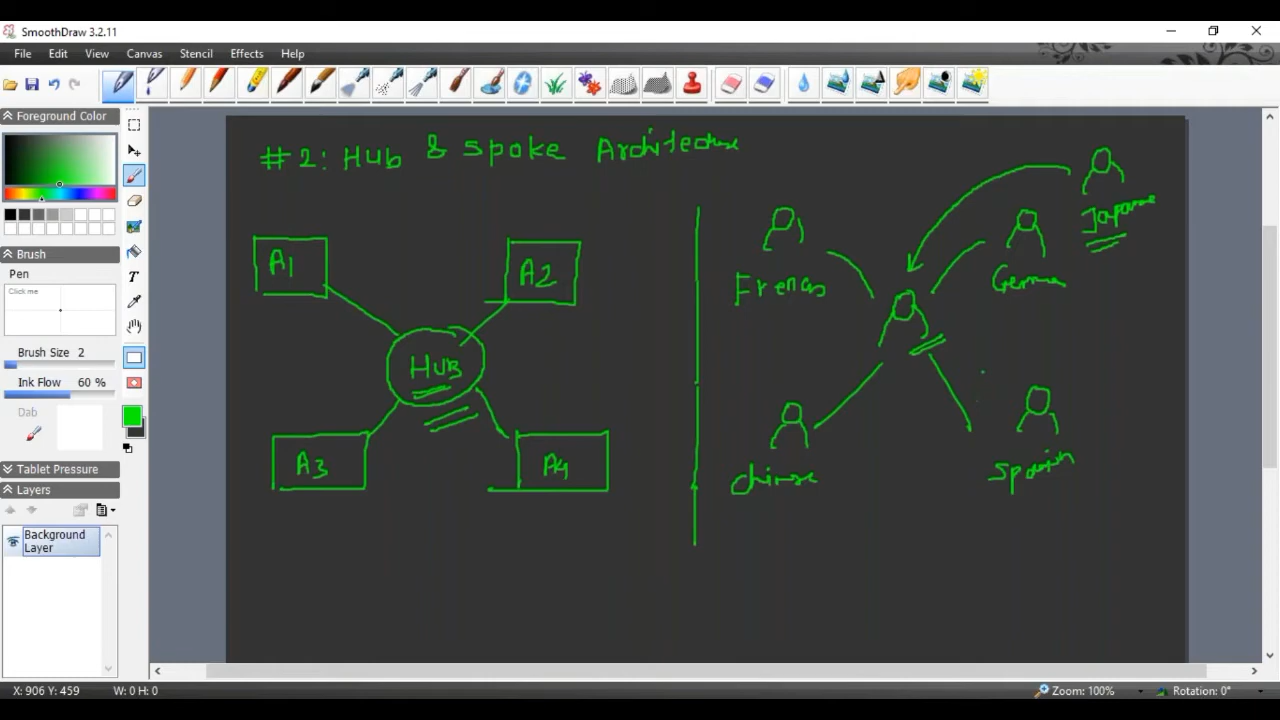 SmoothDraw 3.2.11
File Edit View Canvas Stencil Effects Help
Foreground Color
Brush
Pen
Click me
Brush Size 2
Ink Flow 60 %
Dab
Tablet Pressure
Layers
Background
Layer
#2: HUB & Spoke Architecture
A1
A2
HUB
A3
A4
Japanese
French
German
Chinese
Spanish
X: 906 Y: 459 W: 0 H: 0 Zoom: 100% Rotation: 0°